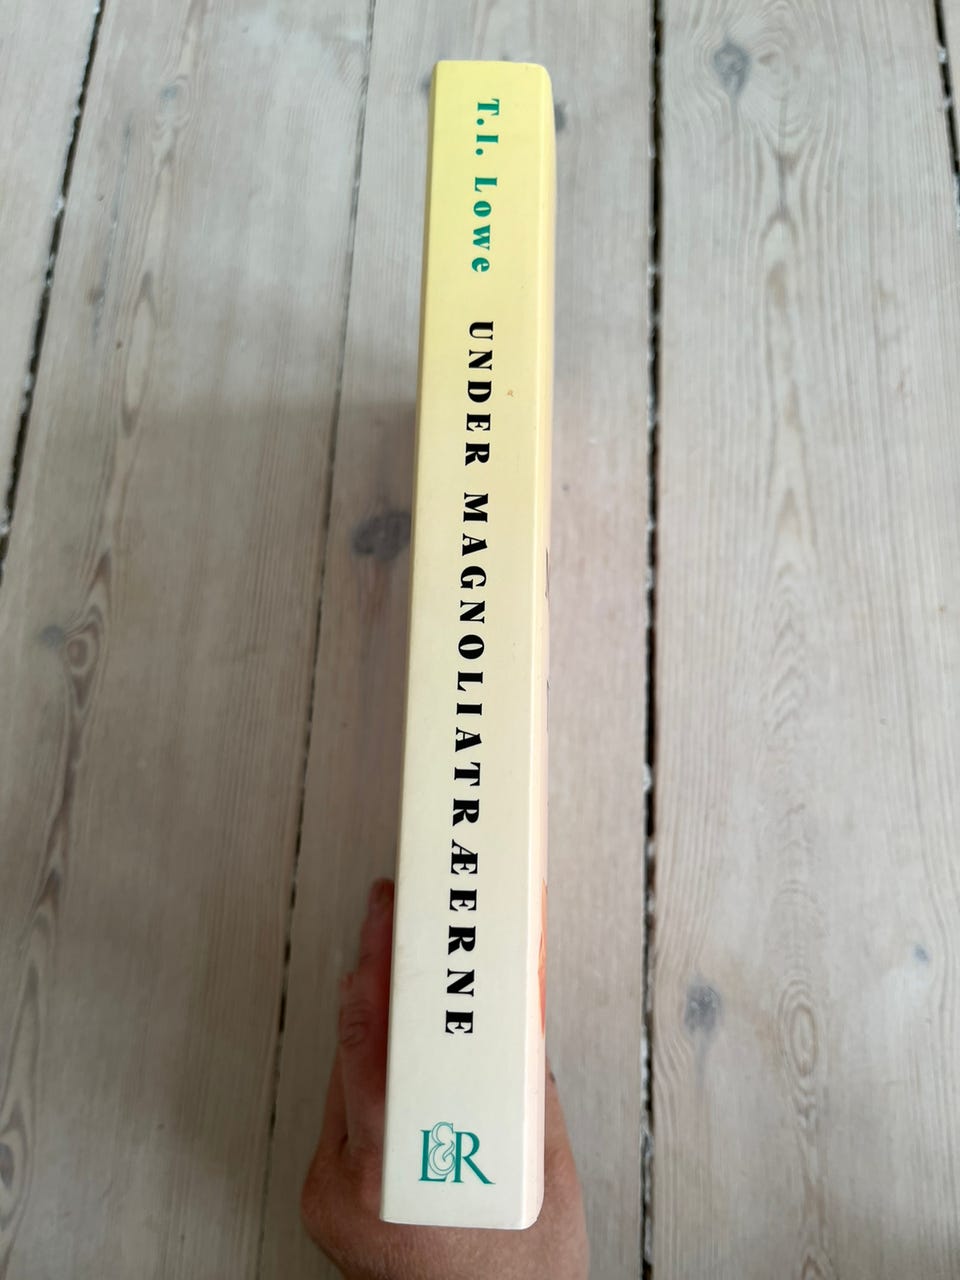 T. I. Lowe
UNDER MAGNOLIATRÆERNE
L&R